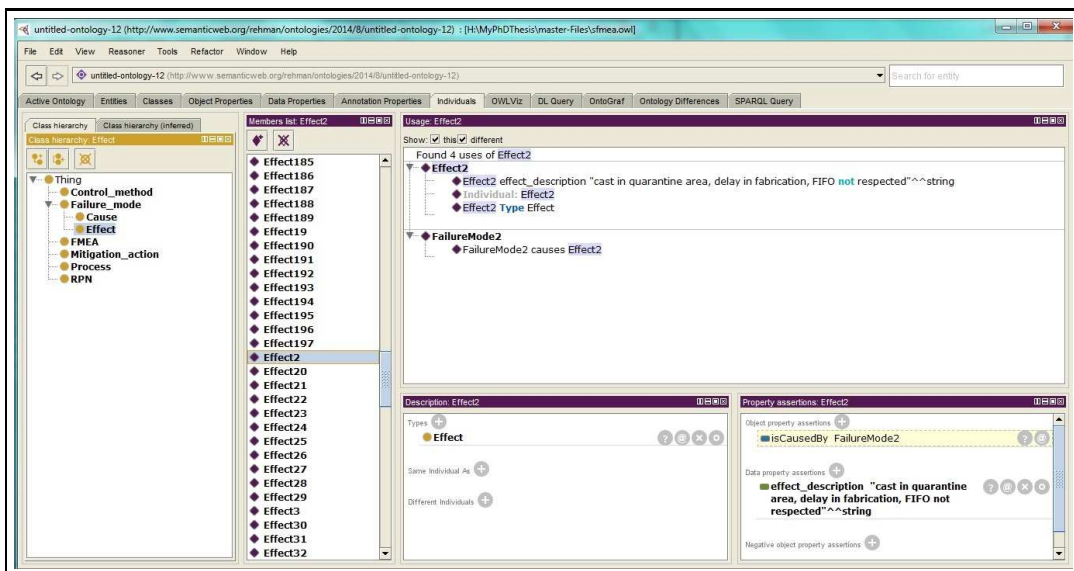 untitled-ontology-12 (http://www.semanticweb.org/rehman/ontologies/2014/8/untitled-ontology-12) : [H:\MyPhDThesis\master-Files\sfmea.owl]
File Edit View Reasoner Tools Refactor Window Help
untitled-ontology-12 (http://www.semanticweb.org/rehman/ontologies/2014/8/untitled-ontology-12)
Search for entity
Active Ontology Entities Classes Object Properties Data Properties Annotation Properties Individuals OWLViz DL Query OntoGraf Ontology Differences SPARQL Query
Class hierarchy Class hierarchy (inferred)
Class hierarchy: Effect
Thing
Control_method
Failure_mode
Cause
Effect
FMEA
Mitigation_action
Process
RPN
Members list: Effect2
Effect185
Effect186
Effect187
Effect188
Effect189
Effect19
Effect190
Effect191
Effect192
Effect193
Effect194
Effect195
Effect196
Effect197
Effect2
Effect20
Effect21
Effect22
Effect23
Effect24
Effect25
Effect26
Effect27
Effect28
Effect29
Effect3
Effect30
Effect31
Effect32
Usage: Effect2
Show: this different
Found 4 uses of Effect2
Effect2
Effect2 effect_description "cast in quarantine area, delay in fabrication, FIFO not respected"^^string
Individual: Effect2
Effect2 Type Effect
FailureMode2
FailureMode2 causes Effect2
Description: Effect2
Types
Effect
Same Individual As
Different Individuals
Property assertions: Effect2
Object property assertions
isCausedBy FailureMode2
Data property assertions
effect_description "cast in quarantine
area, delay in fabrication, FIFO not
respected"^^string
Negative object property assertions